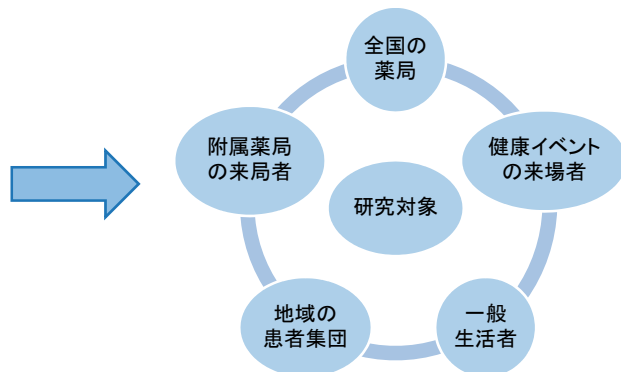 全国の
薬局
附属薬局
の来局者
健康イベント
の来場者
研究対象
地域の
患者集団
一般
生活者